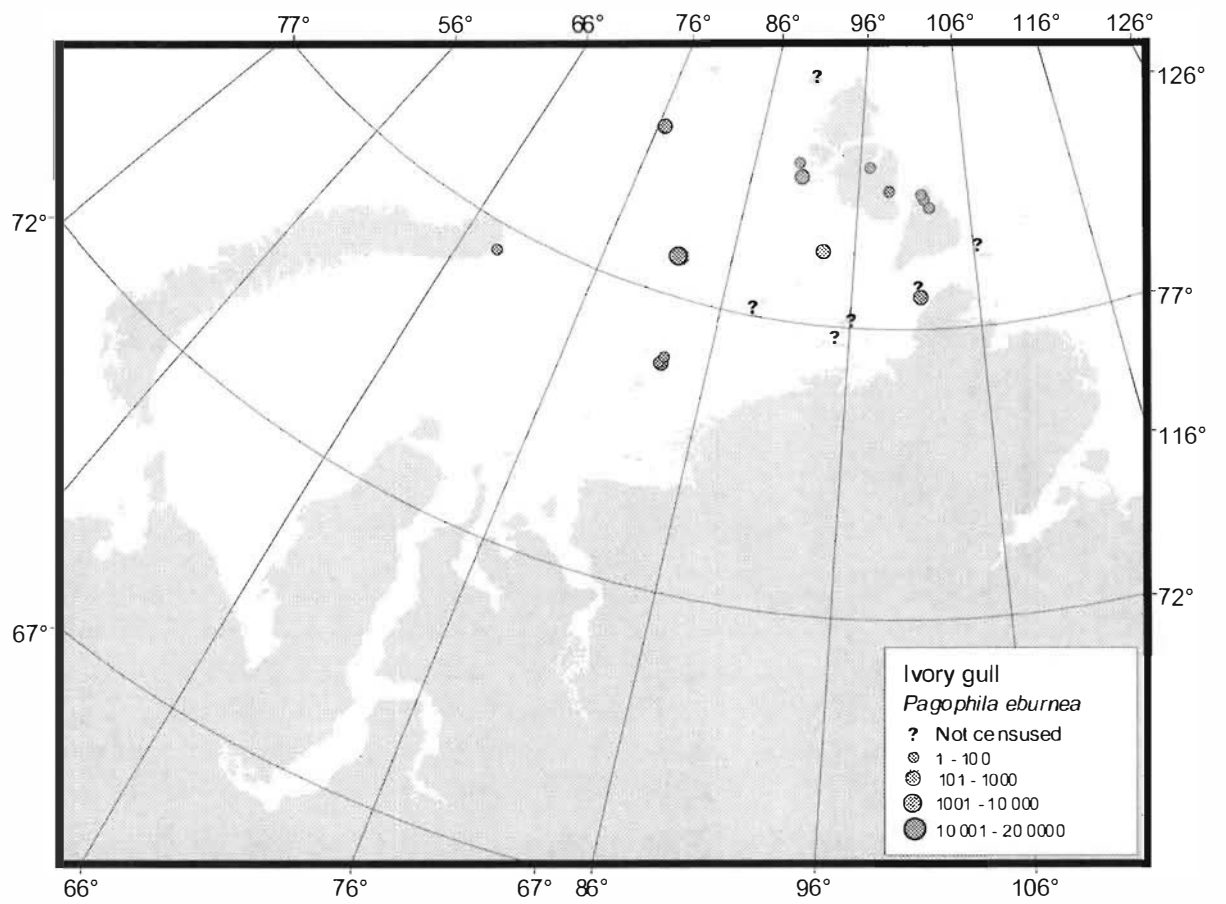 77° 56° 66° 76° 86° 96° 106° 116° 126°
? 126°
72°
?
? 77°
?
?
?
116°
72°
67°
Ivory gull
Pagophila eburnea
? Not censused
1 - 100
101 - 1000
1001 - 10 000
10 001 - 20 0000
66° 76° 67° 86° 96° 106°